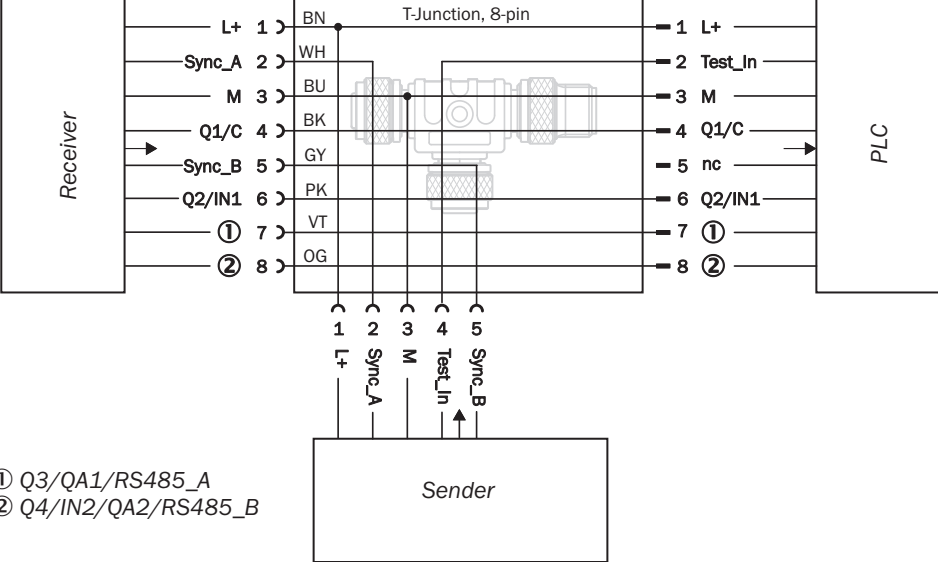 T-Junction, 8-pin
L+ 1 BN 1 L+
Sync_A 2 WH 2 Test_In
M 3 BU 3 M
Q1/C 4 BK 4 Q1/C
Sync_B 5 GY 5 nc
Q2/IN1 6 PK 6 Q2/IN1
① 7 VT 7 ①
② 8 OG 8 ②
Receiver
PLC
1 2 3 4 5
L+ Sync_A M Test_In Sync_B
Sender
① Q3/QA1/RS485_A
② Q4/IN2/QA2/RS485_B